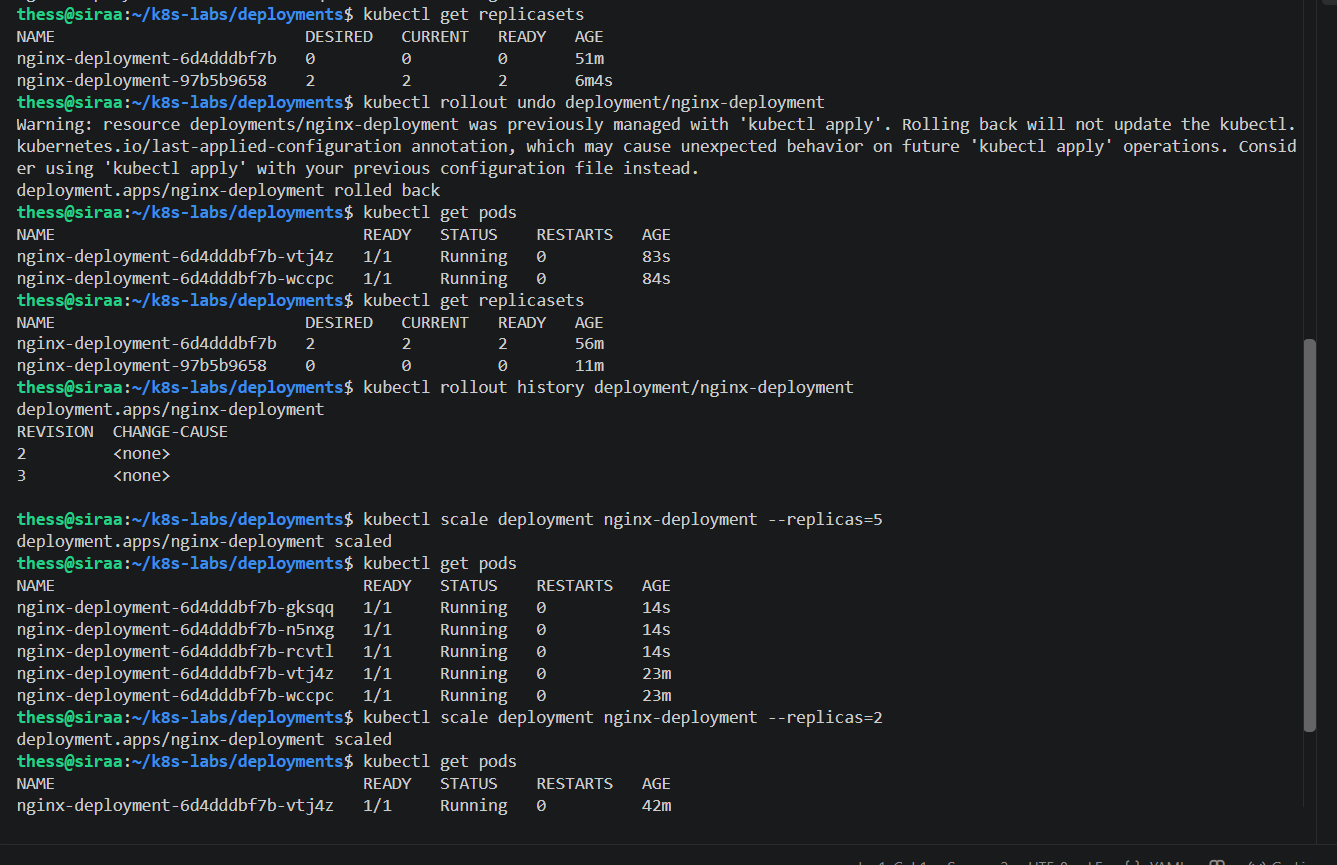 thess@siraa:~/k8s-labs/deployments$ kubectl get replicasets
NAME                          DESIRED   CURRENT   READY   AGE
nginx-deployment-6d4dddbf7b   0         0         0       51m
nginx-deployment-97b5b9658    2         2         2       6m4s
thess@siraa:~/k8s-labs/deployments$ kubectl rollout undo deployment/nginx-deployment
Warning: resource deployments/nginx-deployment was previously managed with 'kubectl apply'. Rolling back will not update the kubectl.
kubernetes.io/last-applied-configuration annotation, which may cause unexpected behavior on future 'kubectl apply' operations. Consid
er using 'kubectl apply' with your previous configuration file instead.
deployment.apps/nginx-deployment rolled back
thess@siraa:~/k8s-labs/deployments$ kubectl get pods
NAME                                READY   STATUS    RESTARTS   AGE
nginx-deployment-6d4dddbf7b-vtj4z   1/1     Running   0          83s
nginx-deployment-6d4dddbf7b-wccpc   1/1     Running   0          84s
thess@siraa:~/k8s-labs/deployments$ kubectl get replicasets
NAME                          DESIRED   CURRENT   READY   AGE
nginx-deployment-6d4dddbf7b   2         2         2       56m
nginx-deployment-97b5b9658    0         0         0       11m
thess@siraa:~/k8s-labs/deployments$ kubectl rollout history deployment/nginx-deployment
deployment.apps/nginx-deployment
REVISION  CHANGE-CAUSE
2         <none>
3         <none>
thess@siraa:~/k8s-labs/deployments$ kubectl scale deployment nginx-deployment --replicas=5
deployment.apps/nginx-deployment scaled
thess@siraa:~/k8s-labs/deployments$ kubectl get pods
NAME                                READY   STATUS    RESTARTS   AGE
nginx-deployment-6d4dddbf7b-gksqq   1/1     Running   0          14s
nginx-deployment-6d4dddbf7b-n5nxg   1/1     Running   0          14s
nginx-deployment-6d4dddbf7b-rcvtl   1/1     Running   0          14s
nginx-deployment-6d4dddbf7b-vtj4z   1/1     Running   0          23m
nginx-deployment-6d4dddbf7b-wccpc   1/1     Running   0          23m
thess@siraa:~/k8s-labs/deployments$ kubectl scale deployment nginx-deployment --replicas=2
deployment.apps/nginx-deployment scaled
thess@siraa:~/k8s-labs/deployments$ kubectl get pods
NAME                                READY   STATUS    RESTARTS   AGE
nginx-deployment-6d4dddbf7b-vtj4z   1/1     Running   0          42m